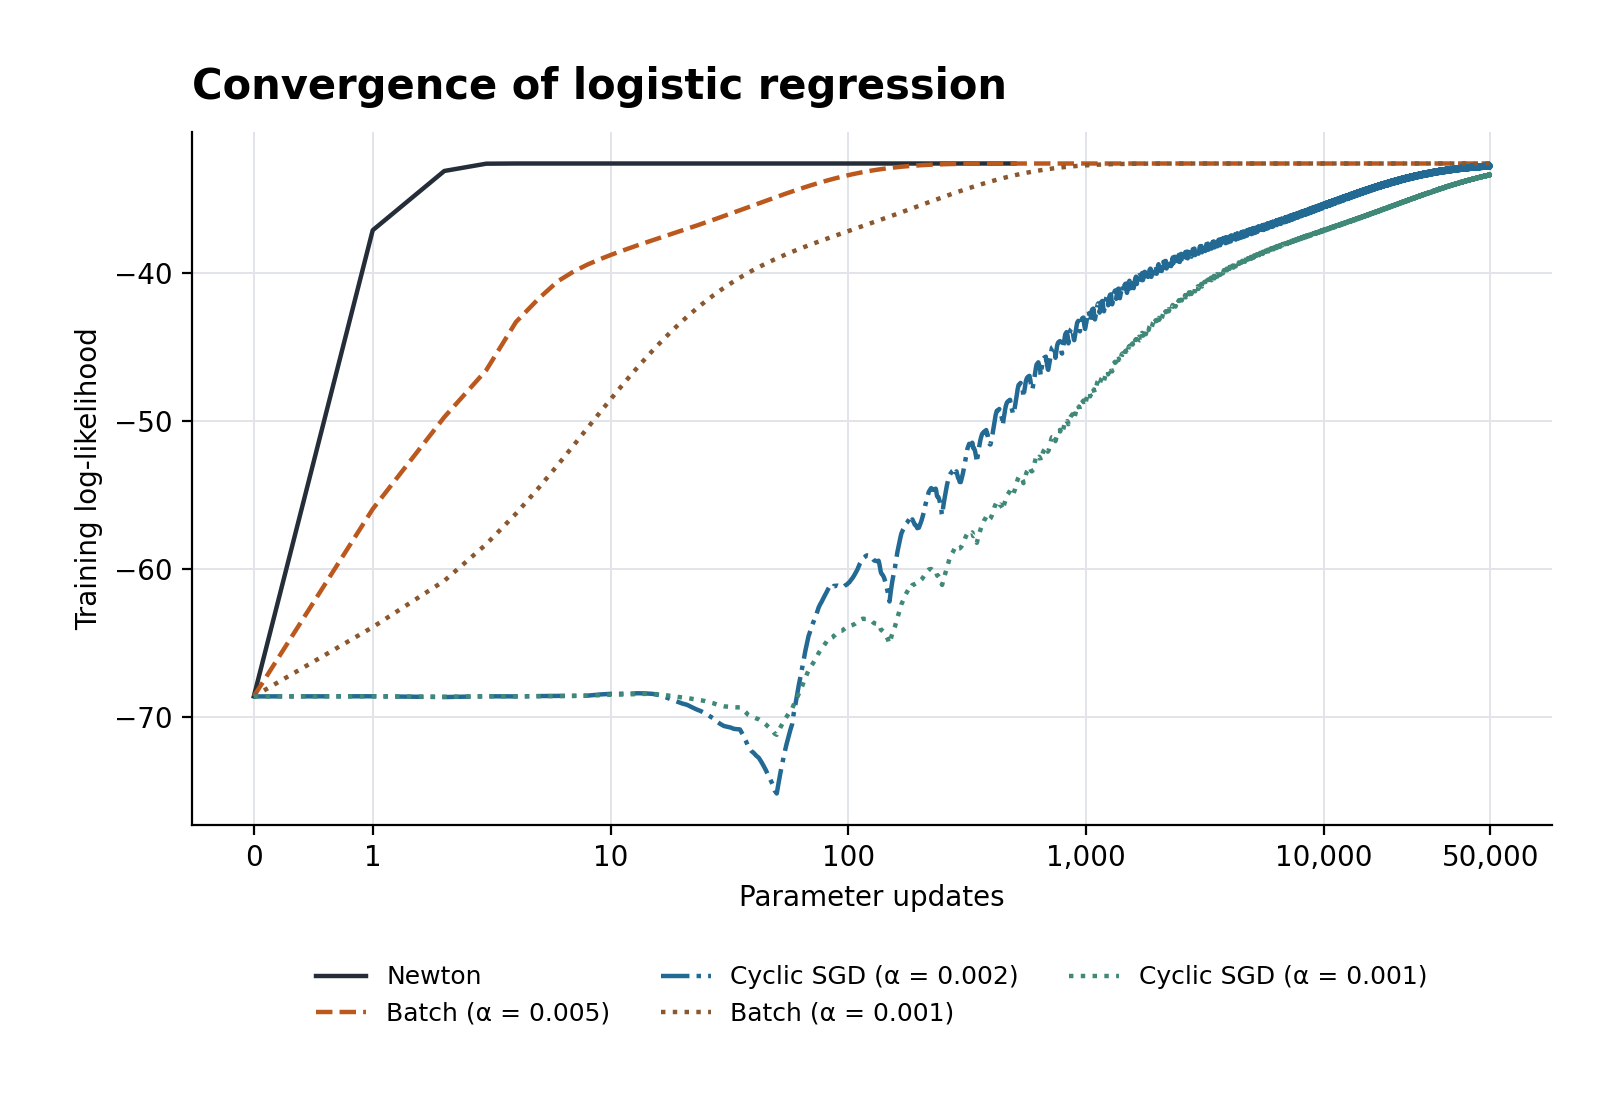 Convergence of logistic regression
Training log-likelihood
−40
−50
−60
−70
0 1 10 100 1,000 10,000 50,000
Parameter updates
Newton Cyclic SGD (α = 0.002) Cyclic SGD (α = 0.001)
Batch (α = 0.005) Batch (α = 0.001)